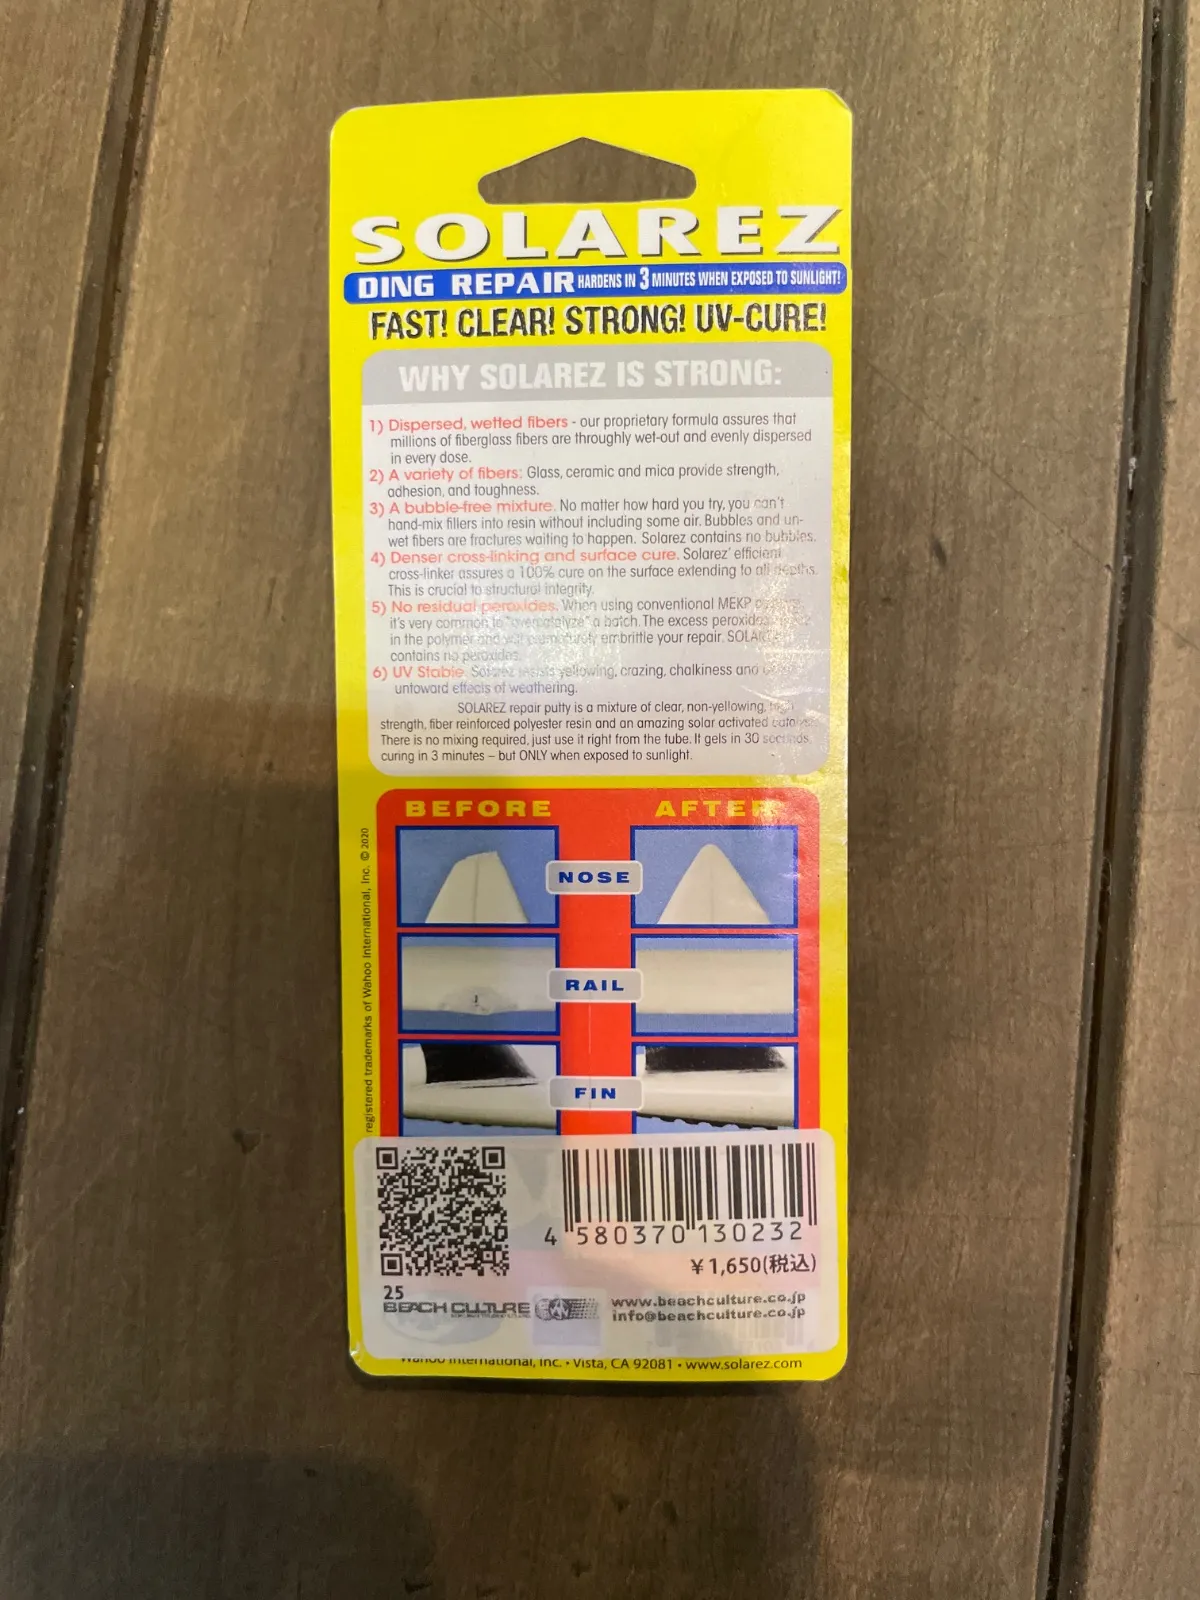 SOLAREZ
DING REPAIR HARDENS IN 3 MINUTES WHEN EXPOSED TO SUNLIGHT!
FAST! CLEAR! STRONG! UV-CURE!
WHY SOLAREZ IS STRONG:
1) Dispersed, wetted fibers - our proprietary formula assures that
millions of fiberglass fibers are throughly wet-out and evenly dispersed
in every dose.
2) A variety of fibers: Glass, ceramic and mica provide strength,
adhesion, and toughness.
3) A bubble-free mixture. No matter how hard you try, you can't
hand-mix fillers into resin without including some air. Bubbles and un-
wet fibers are fractures waiting to happen. Solarez contains no bubbles.
4) Denser cross-linking and surface cure. Solarez' efficient
cross-linker assures a 100% cure on the surface extending to all depths.
This is crucial to structural integrity.
5) No residual peroxides. When using conventional MEKP
it's very common to "overcatalyze" a batch. The excess
in the polymer and will prematurely embrittle your repair.
contains no peroxides.
6) UV Stable. Solarez resists yellowing, crazing, chalkiness and
untoward effects of weathering.
SOLAREZ repair putty is a mixture of clear, non-yellowing, high
strength, fiber reinforced polyester resin and an amazing solar activated
There is no mixing required, just use it right from the tube. It gels in 30 seconds,
curing in 3 minutes – but ONLY when exposed to sunlight.
BEFORE AFTER
NOSE
RAIL
FIN
registered trademarks of Wahoo International, Inc. © 2020
4 580370 130232
¥1,650(税込)
25
BEACH CULTURE
www.beachculture.co.jp
info@beachculture.co.jp
Wahoo International, Inc. • Vista, CA 92081 • www.solarez.com